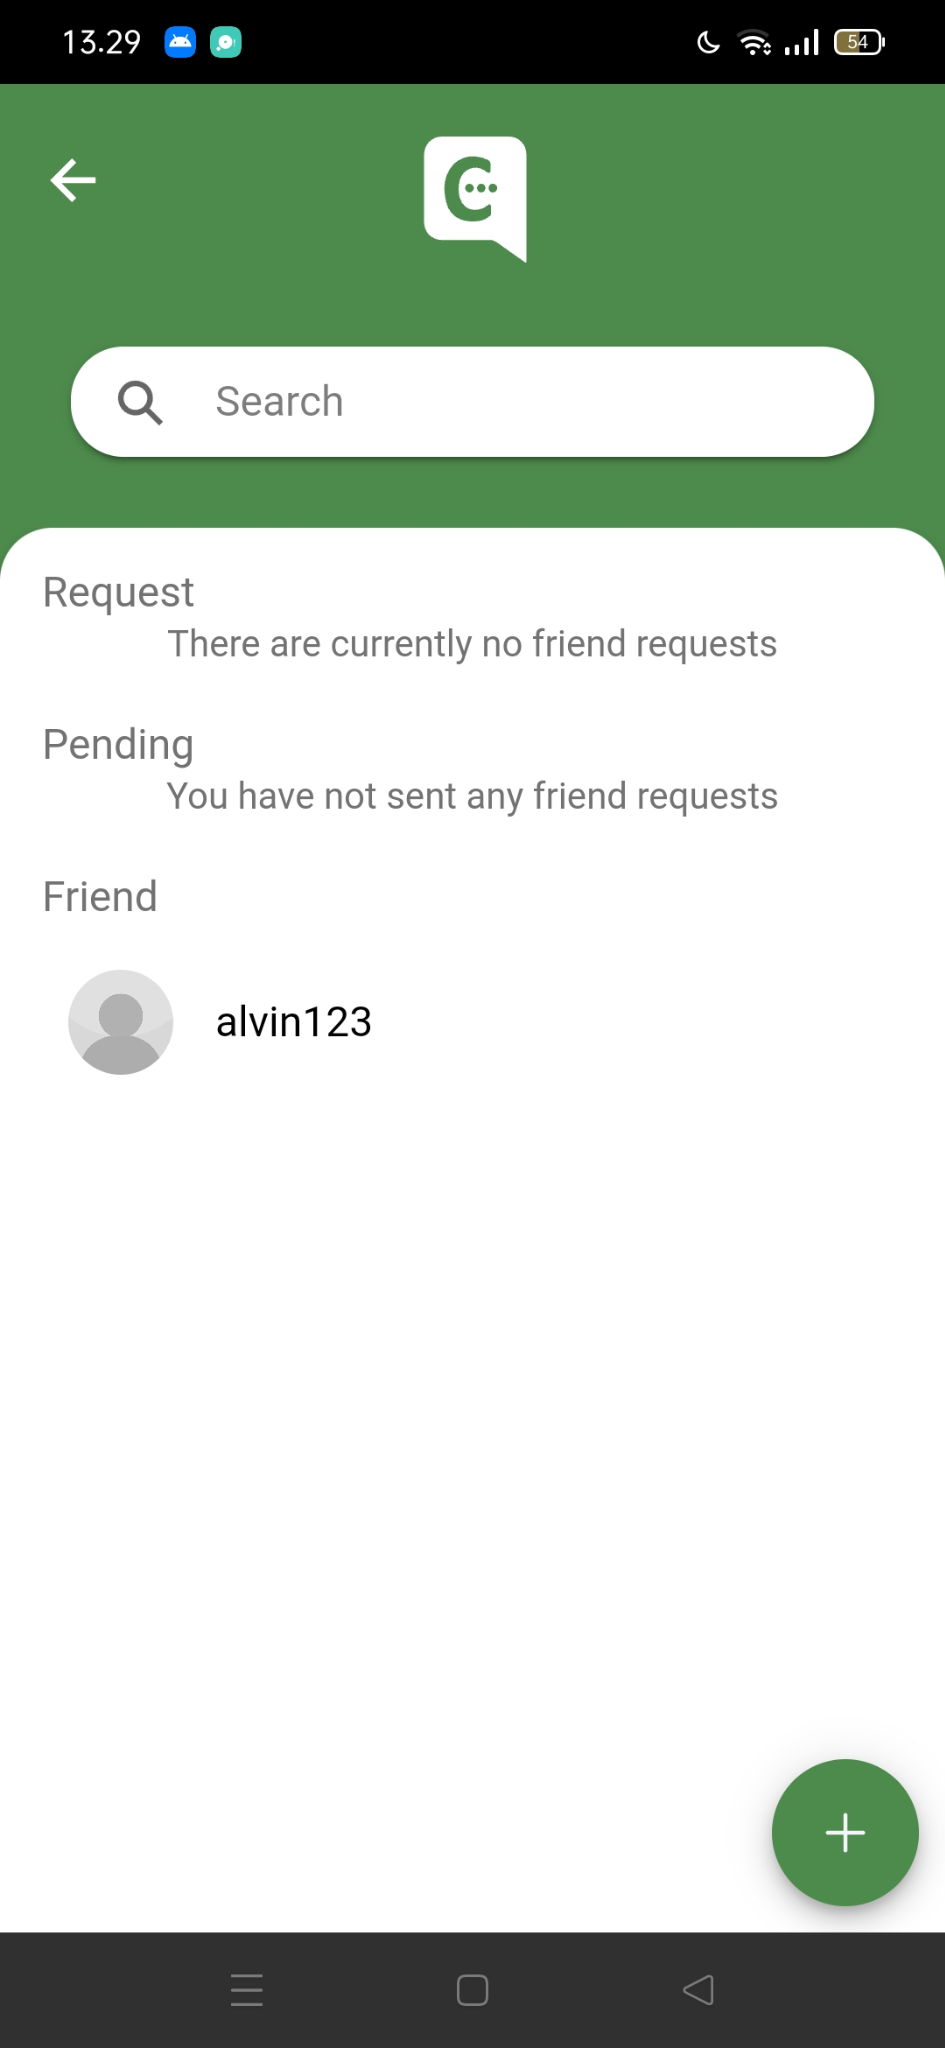 13.29
54
C
Search
Request
There are currently no friend requests
Pending
You have not sent any friend requests
Friend
alvin123